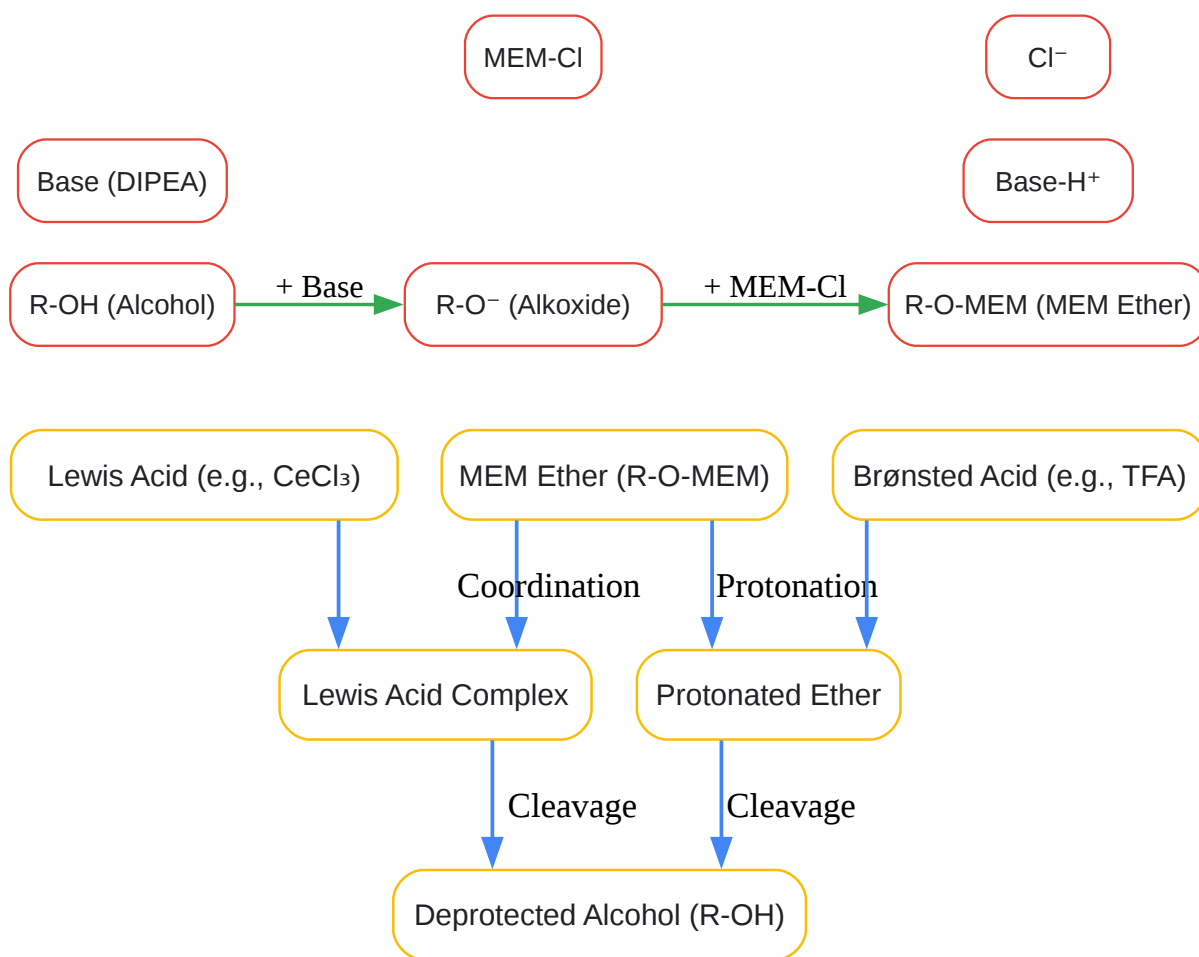 MEM-Cl
Cl⁻
Base (DIPEA)
Base-H⁺
R-OH (Alcohol)
+ Base
R-O⁻ (Alkoxide)
+ MEM-Cl
R-O-MEM (MEM Ether)
Lewis Acid (e.g., CeCl₃)
MEM Ether (R-O-MEM)
Brønsted Acid (e.g., TFA)
Coordination
Protonation
Lewis Acid Complex
Protonated Ether
Cleavage
Cleavage
Deprotected Alcohol (R-OH)